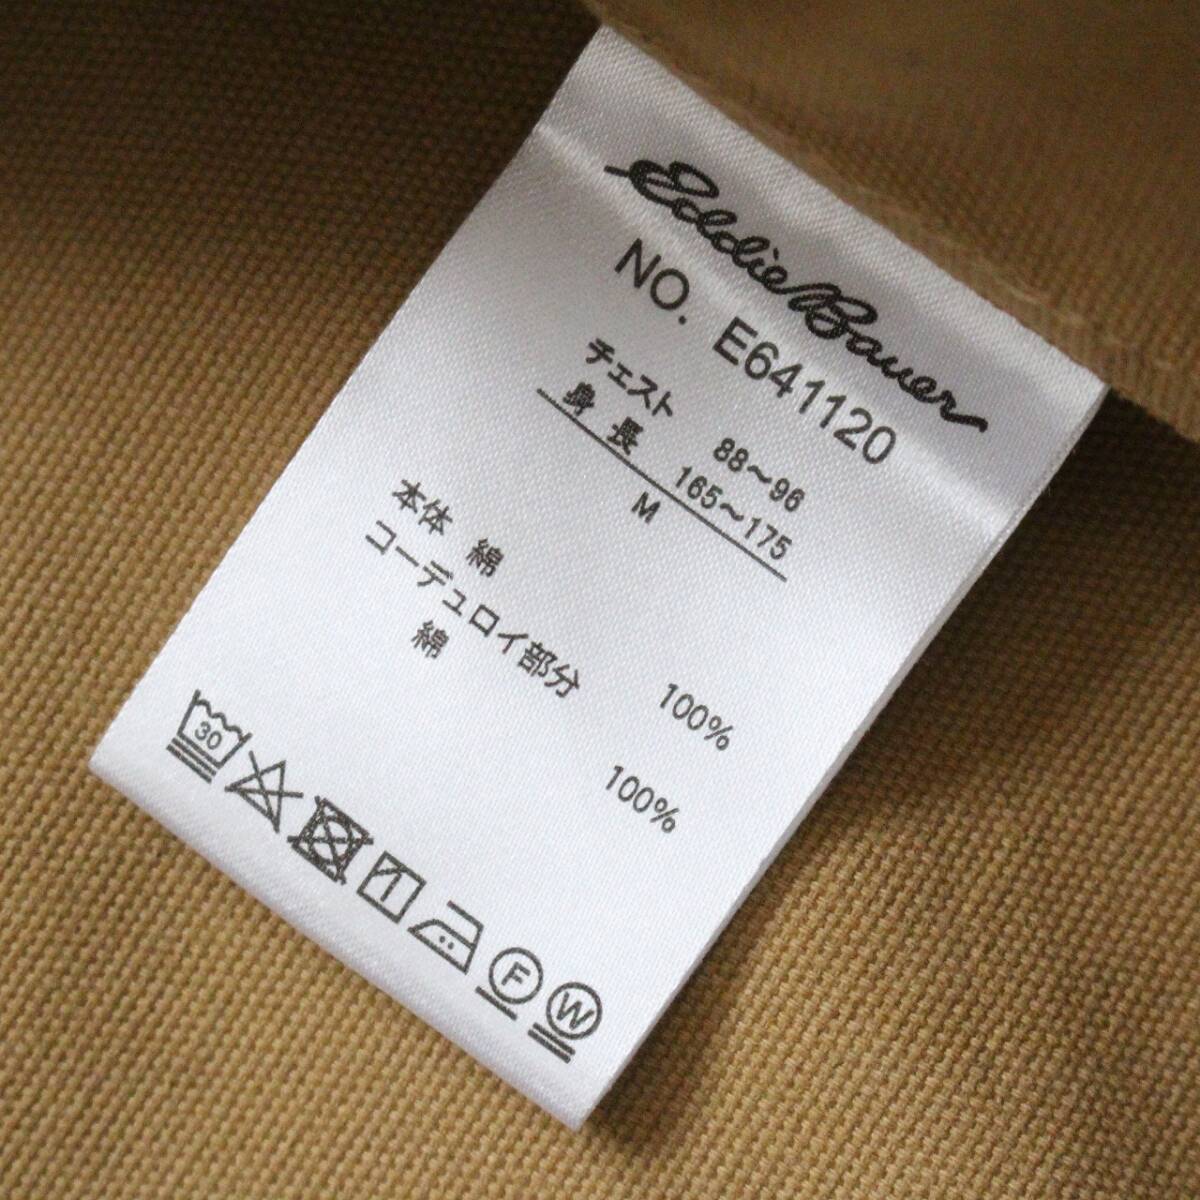 Eddie Bauer
NO. E641120
チェスト 88〜96
身長 165〜175
M
本体 綿 100%
コーデュロイ部分
綿 100%
30
F W